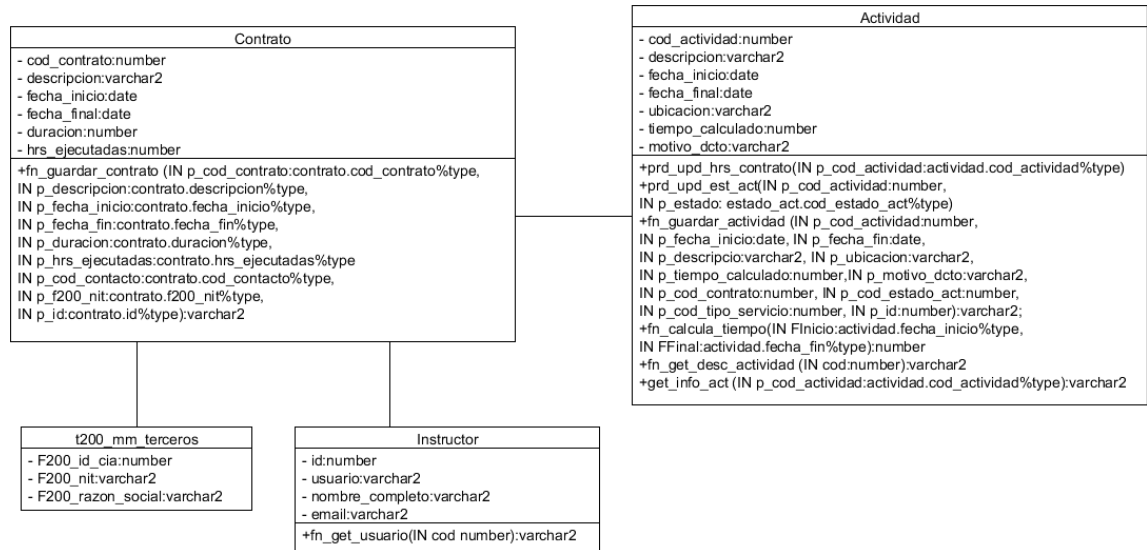 Contrato
- cod_contrato:number
- descripcion:varchar2
- fecha_inicio:date
- fecha_final:date
- duracion:number
- hrs_ejecutadas:number
+fn_guardar_contrato (IN p_cod_contrato:contrato.cod_contrato%type,
IN p_descripcion:contrato.descripcion%type,
IN p_fecha_inicio:contrato.fecha_inicio%type,
IN p_fecha_fin:contrato.fecha_fin%type,
IN p_duracion:contrato.duracion%type,
IN p_hrs_ejecutadas:contrato.hrs_ejecutadas%type
IN p_cod_contacto:contrato.cod_contacto%type,
IN p_f200_nit:contrato.f200_nit%type,
IN p_id:contrato.id%type):varchar2
Actividad
- cod_actividad:number
- descripcion:varchar2
- fecha_inicio:date
- fecha_final:date
- ubicacion:varchar2
- tiempo_calculado:number
- motivo_dcto:varchar2
+prd_upd_hrs_contrato(IN p_cod_actividad:actividad.cod_actividad%type)
+prd_upd_est_act(IN p_cod_actividad:number,
IN p_estado: estado_act.cod_estado_act%type)
+fn_guardar_actividad (IN p_cod_actividad:number,
IN p_fecha_inicio:date, IN p_fecha_fin:date,
IN p_descripcio:varchar2, IN p_ubicacion:varchar2,
IN p_tiempo_calculado:number,IN p_motivo_dcto:varchar2,
IN p_cod_contrato:number, IN p_cod_estado_act:number,
IN p_cod_tipo_servicio:number, IN p_id:number):varchar2;
+fn_calcula_tiempo(IN FInicio:actividad.fecha_inicio%type,
IN FFinal:actividad.fecha_fin%type):number
+fn_get_desc_actividad (IN cod:number):varchar2
+get_info_act (IN p_cod_actividad:actividad.cod_actividad%type):varchar2
t200_mm_terceros
- F200_id_cia:number
- F200_nit:varchar2
- F200_razon_social:varchar2
Instructor
- id:number
- usuario:varchar2
- nombre_completo:varchar2
- email:varchar2
+fn_get_usuario(IN cod number):varchar2